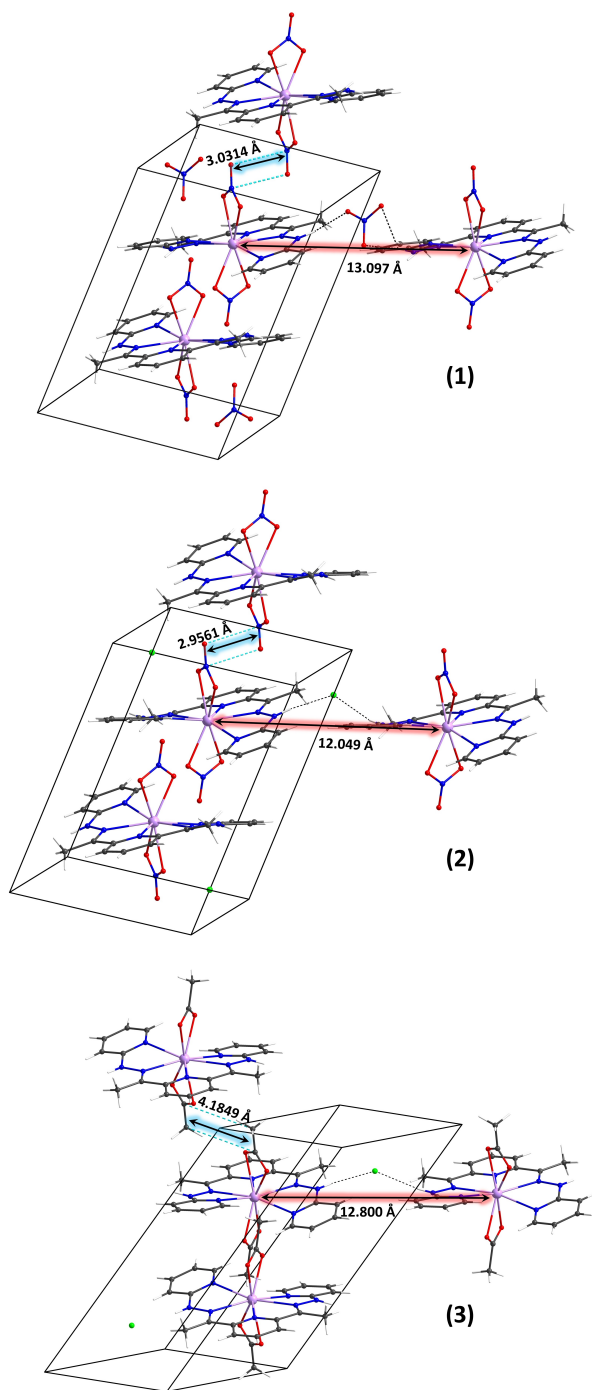 3.0314 Å
13.097 Å
(1)
2.9561 Å
12.049 Å
(2)
4.1849 Å
12.800 Å
(3)